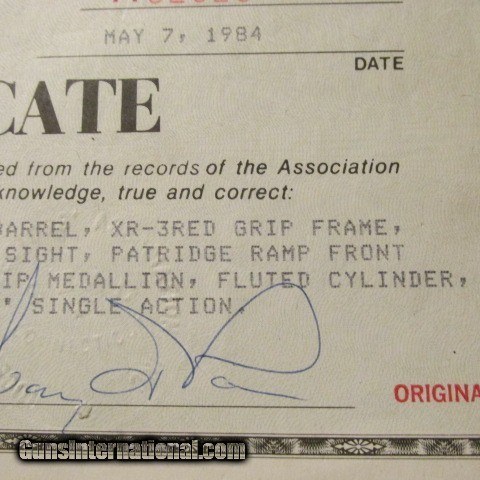 MAY 7, 1984
DATE
CATE
ed from the records of the Association
knowledge, true and correct:
BARREL, XR-3RED GRIP FRAME,
SIGHT, PATRIDGE RAMP FRONT
IP MEDALLION, FLUTED CYLINDER,
" SINGLE ACTION.
ORIGINA
GunsInternational.com